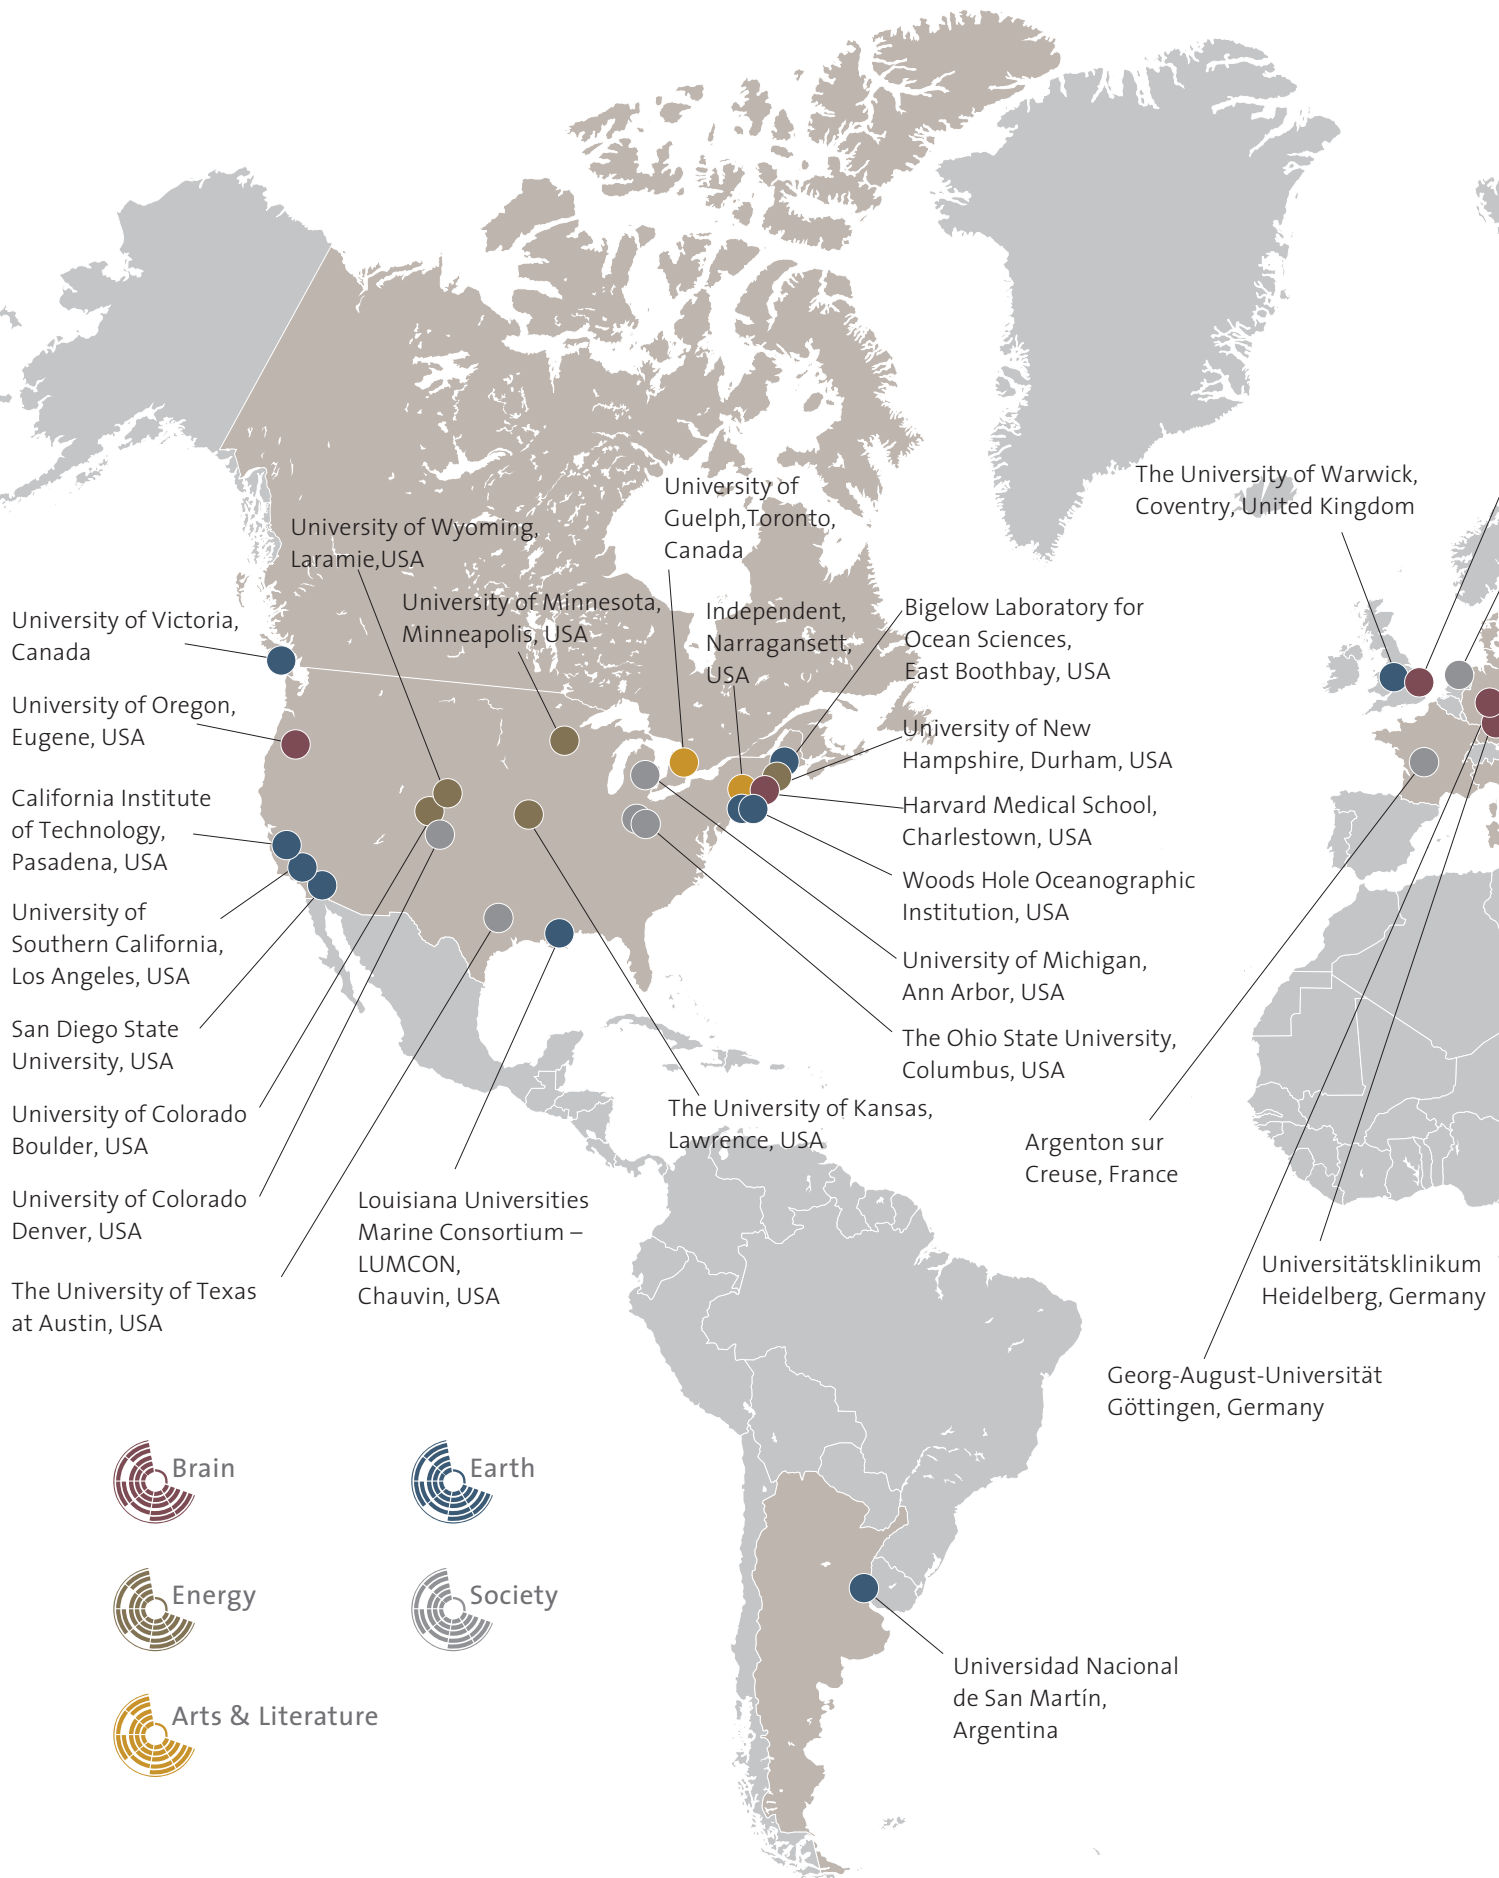 The University of Warwick,
Coventry, United Kingdom
University of
Guelph,Toronto,
Canada
University of Wyoming,
Laramie,USA
University of Minnesota,
Minneapolis, USA
Independent,
Narragansett,
USA
Bigelow Laboratory for
Ocean Sciences,
East Boothbay, USA
University of Victoria,
Canada
University of Oregon,
Eugene, USA
University of New
Hampshire, Durham, USA
California Institute
of Technology,
Pasadena, USA
Harvard Medical School,
Charlestown, USA
Woods Hole Oceanographic
Institution, USA
University of
Southern California,
Los Angeles, USA
University of Michigan,
Ann Arbor, USA
San Diego State
University, USA
The Ohio State University,
Columbus, USA
University of Colorado
Boulder, USA
The University of Kansas,
Lawrence, USA
Argenton sur
Creuse, France
University of Colorado
Denver, USA
Louisiana Universities
Marine Consortium –
LUMCON,
Chauvin, USA
The University of Texas
at Austin, USA
Universitätsklinikum
Heidelberg, Germany
Georg-August-Universität
Göttingen, Germany
Brain
Earth
Energy
Society
Arts & Literature
Universidad Nacional
de San Martín,
Argentina